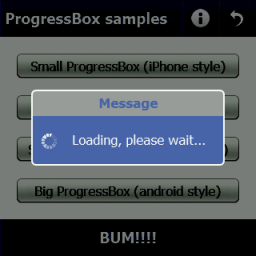 ProgressBox samples
Small ProgressBox (iPhone style)
Message
Loading, please wait...
Big ProgressBox (android style)
BUM!!!!